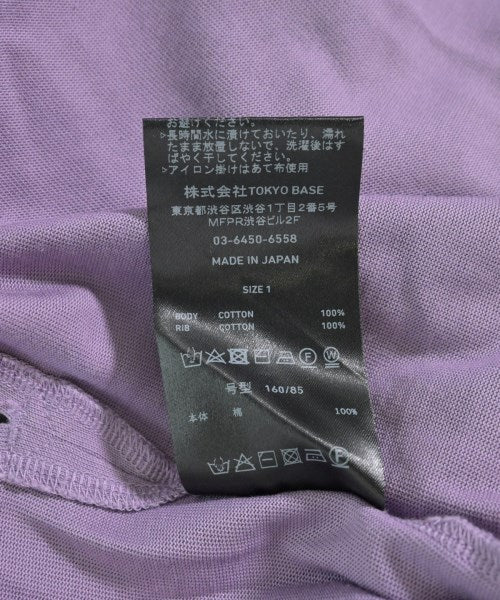 お避けください。
▷長時間水に漬けておいたり、濡れ
たまま放置しないで、洗濯後はす
ばやく干してください。
▷アイロン掛けはあて布使用
株式会社TOKYO BASE
東京都渋谷区渋谷1丁目2番5号
MFPR渋谷ビル2F
03-6450-6558
MADE IN JAPAN
SIZE 1
BODY COTTON 100%
RIB COTTON 100%
号型 160/85
本体 棉 100%